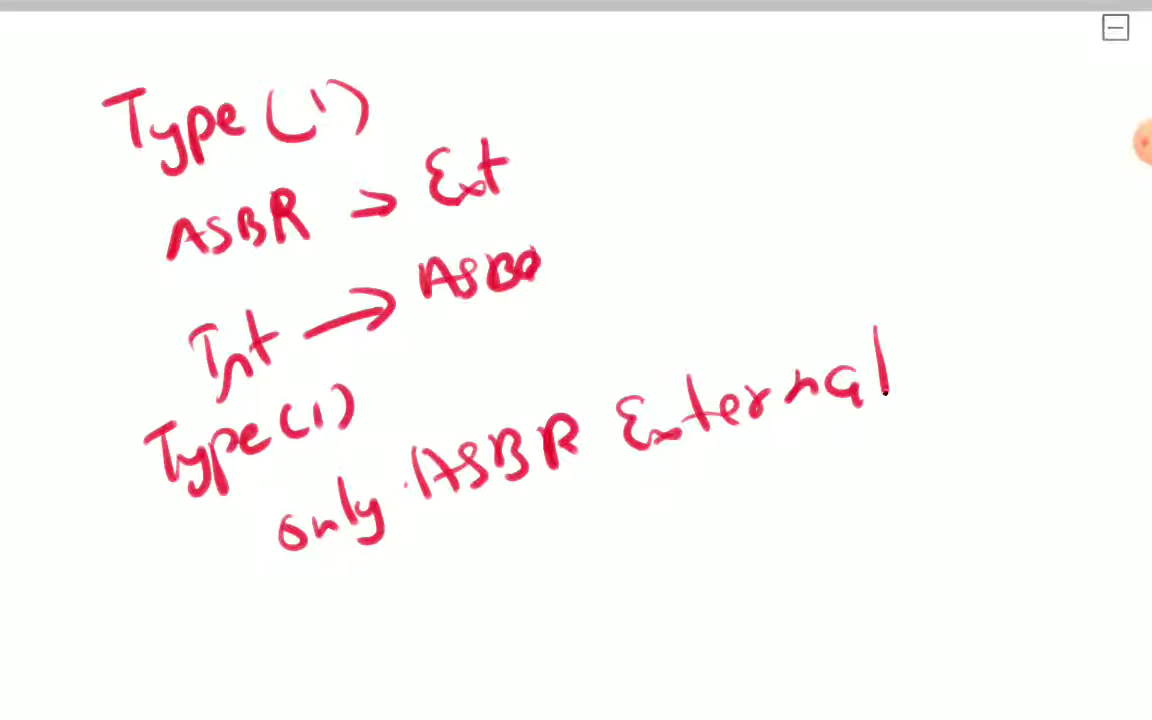 Type (1)
ASBR → Ext
Int → ASBR
Type (1)
only ASBR External